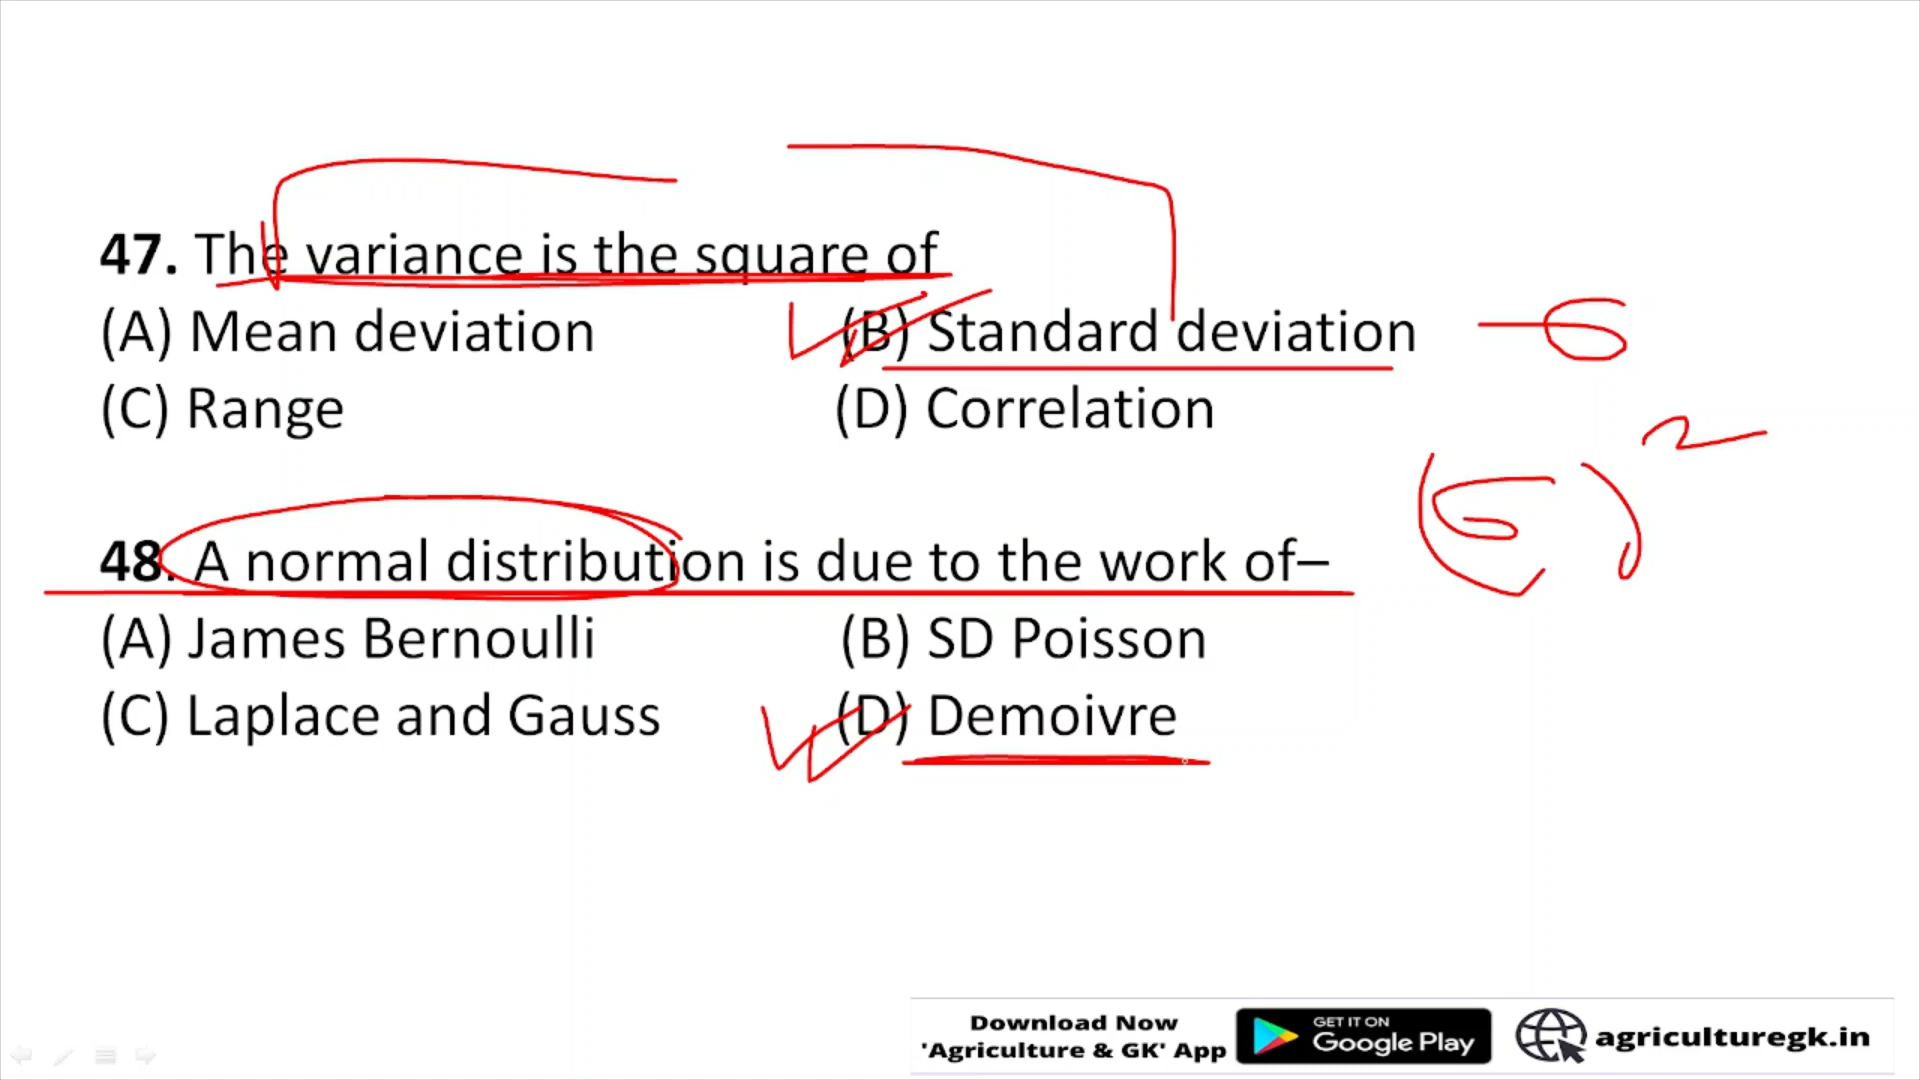 47. The variance is the square of
(A) Mean deviation (B) Standard deviation – σ
(C) Range (D) Correlation
(σ)²
48. A normal distribution is due to the work of–
(A) James Bernoulli (B) SD Poisson
(C) Laplace and Gauss (D) Demoivre
Download Now
'Agriculture & GK' App
GET IT ON
Google Play
agriculturegk.in